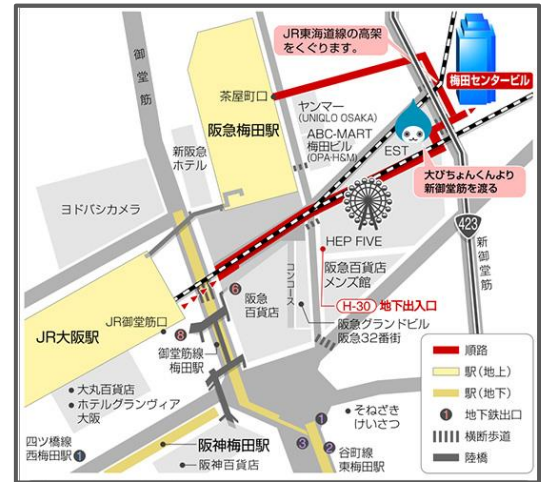 JR東海道線の高架
をくぐります。
御堂筋
梅田センタービル
茶屋町口
阪急梅田駅
ヤンマー
(UNIQLO OSAKA)
ABC-MART
梅田ビル
(OPA・H&M)
EST
新阪急
ホテル
大ぴちょんくんより
新御堂筋を渡る
ヨドバシカメラ
423
新御堂筋
HEP FIVE
阪急百貨店
メンズ館
コンコース
H-30 地下出入口
6
阪急
百貨店
JR大阪駅
JR御堂筋口
8
御堂筋線
梅田駅
阪急グランドビル
阪急32番街
大丸百貨店
ホテルグランヴィア
大阪
四ツ橋線
西梅田駅
1
阪神梅田駅
阪神百貨店
そねざき
けいさつ
1
3
2
谷町線
東梅田駅
順路
駅(地上)
駅(地下)
1 地下鉄出口
横断歩道
陸橋